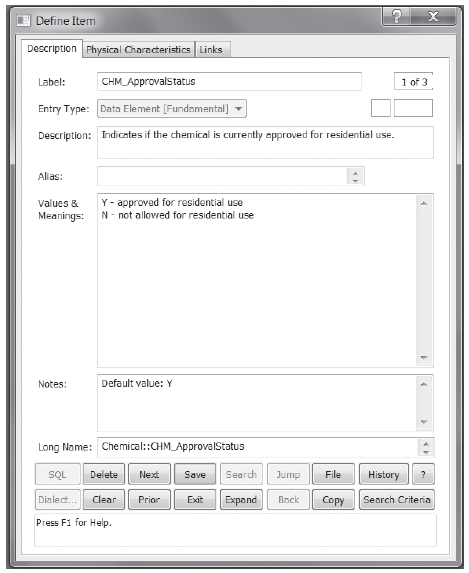 Define Item
? X
Description Physical Characteristics Links
Label: CHM_ApprovalStatus 1 of 3
Entry Type: Data Element [Fundamental]
Description: Indicates if the chemical is currently approved for residential use.
Alias:
Values & Y - approved for residential use
Meanings: N - not allowed for residential use
Notes: Default value: Y
Long Name: Chemical::CHM_ApprovalStatus
SQL Delete Next Save Search Jump File History ?
Dialect... Clear Prior Exit Expand Back Copy Search Criteria
Press F1 for Help.